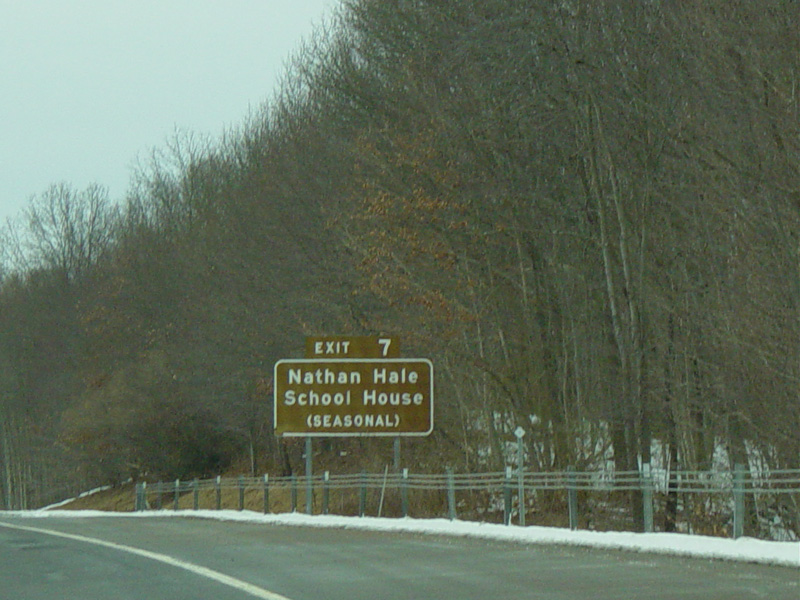 EXIT 7
Nathan Hale
School House
(SEASONAL)